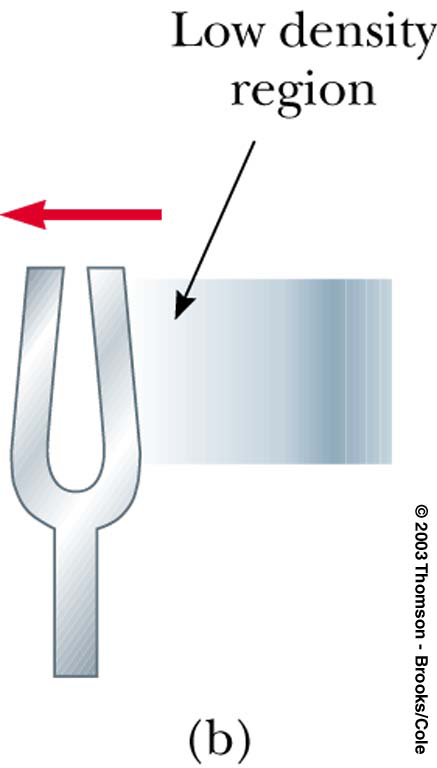 Low density
region
© 2003 Thomson - Brooks/Cole
(b)